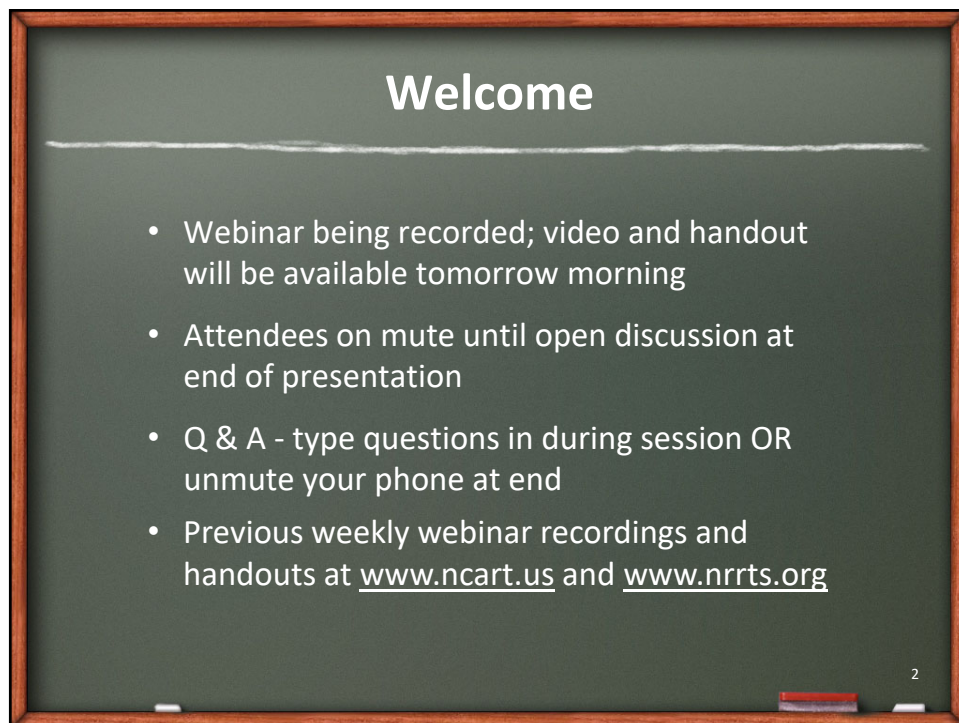 Welcome
• Webinar being recorded; video and handout
will be available tomorrow morning
• Attendees on mute until open discussion at
end of presentation
• Q & A - type questions in during session OR
unmute your phone at end
• Previous weekly webinar recordings and
handouts at www.ncart.us and www.nrrts.org
2